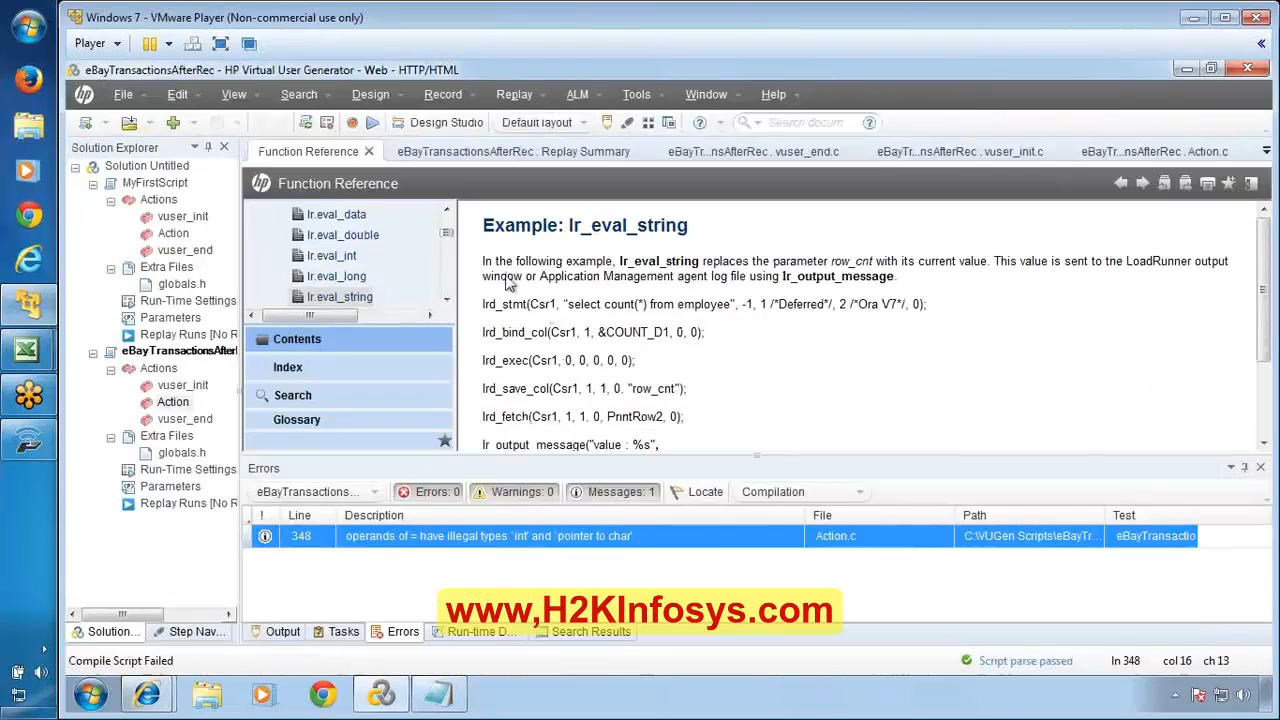 Windows 7 - VMware Player (Non-commercial use only)
Player
eBayTransactionsAfterRec - HP Virtual User Generator - Web - HTTP/HTML
File Edit View Search Design Record Replay ALM Tools Window Help
Design Studio Default layout Search docum
Solution Explorer
Function Reference eBayTransactionsAfterRec . Replay Summary eBayTr...nsAfterRec . vuser_end.c eBayTr...nsAfterRec . vuser_init.c eBayTr...nsAfterRec . Action.c
Solution Untitled
MyFirstScript
Actions
vuser_init
Action
vuser_end
Extra Files
globals.h
Run-Time Settings
Parameters
Replay Runs [No R
eBayTransactionsAfterI
Actions
vuser_init
Action
vuser_end
Extra Files
globals.h
Run-Time Settings
Parameters
Replay Runs [No R
Solution... Step Nav...
hp Function Reference
lr.eval_data
lr.eval_double
lr.eval_int
lr.eval_long
lr.eval_string
Contents
Index
Search
Glossary
Example: lr_eval_string
In the following example, lr_eval_string replaces the parameter row_cnt with its current value. This value is sent to the LoadRunner output
window or Application Management agent log file using lr_output_message.
lrd_stmt(Csr1, "select count(*) from employee", -1, 1 /*Deferred*/, 2 /*Ora V7*/, 0);
lrd_bind_col(Csr1, 1, &COUNT_D1, 0, 0);
lrd_exec(Csr1, 0, 0, 0, 0, 0);
lrd_save_col(Csr1, 1, 1, 0, "row_cnt");
lrd_fetch(Csr1, 1, 1, 0, PrintRow2, 0);
lr_output_message("value : %s",
Errors
eBayTransactions... Errors: 0 Warnings: 0 Messages: 1 Locate Compilation
! Line Description File Path Test
348 operands of = have illegal types `int' and `pointer to char' Action.c C:\VUGen Scripts\eBayTr... eBayTransactio
www,H2KInfosys.com
Output Tasks Errors Run-time D... Search Results
Compile Script Failed Script parse passed ln 348 col 16 ch 13